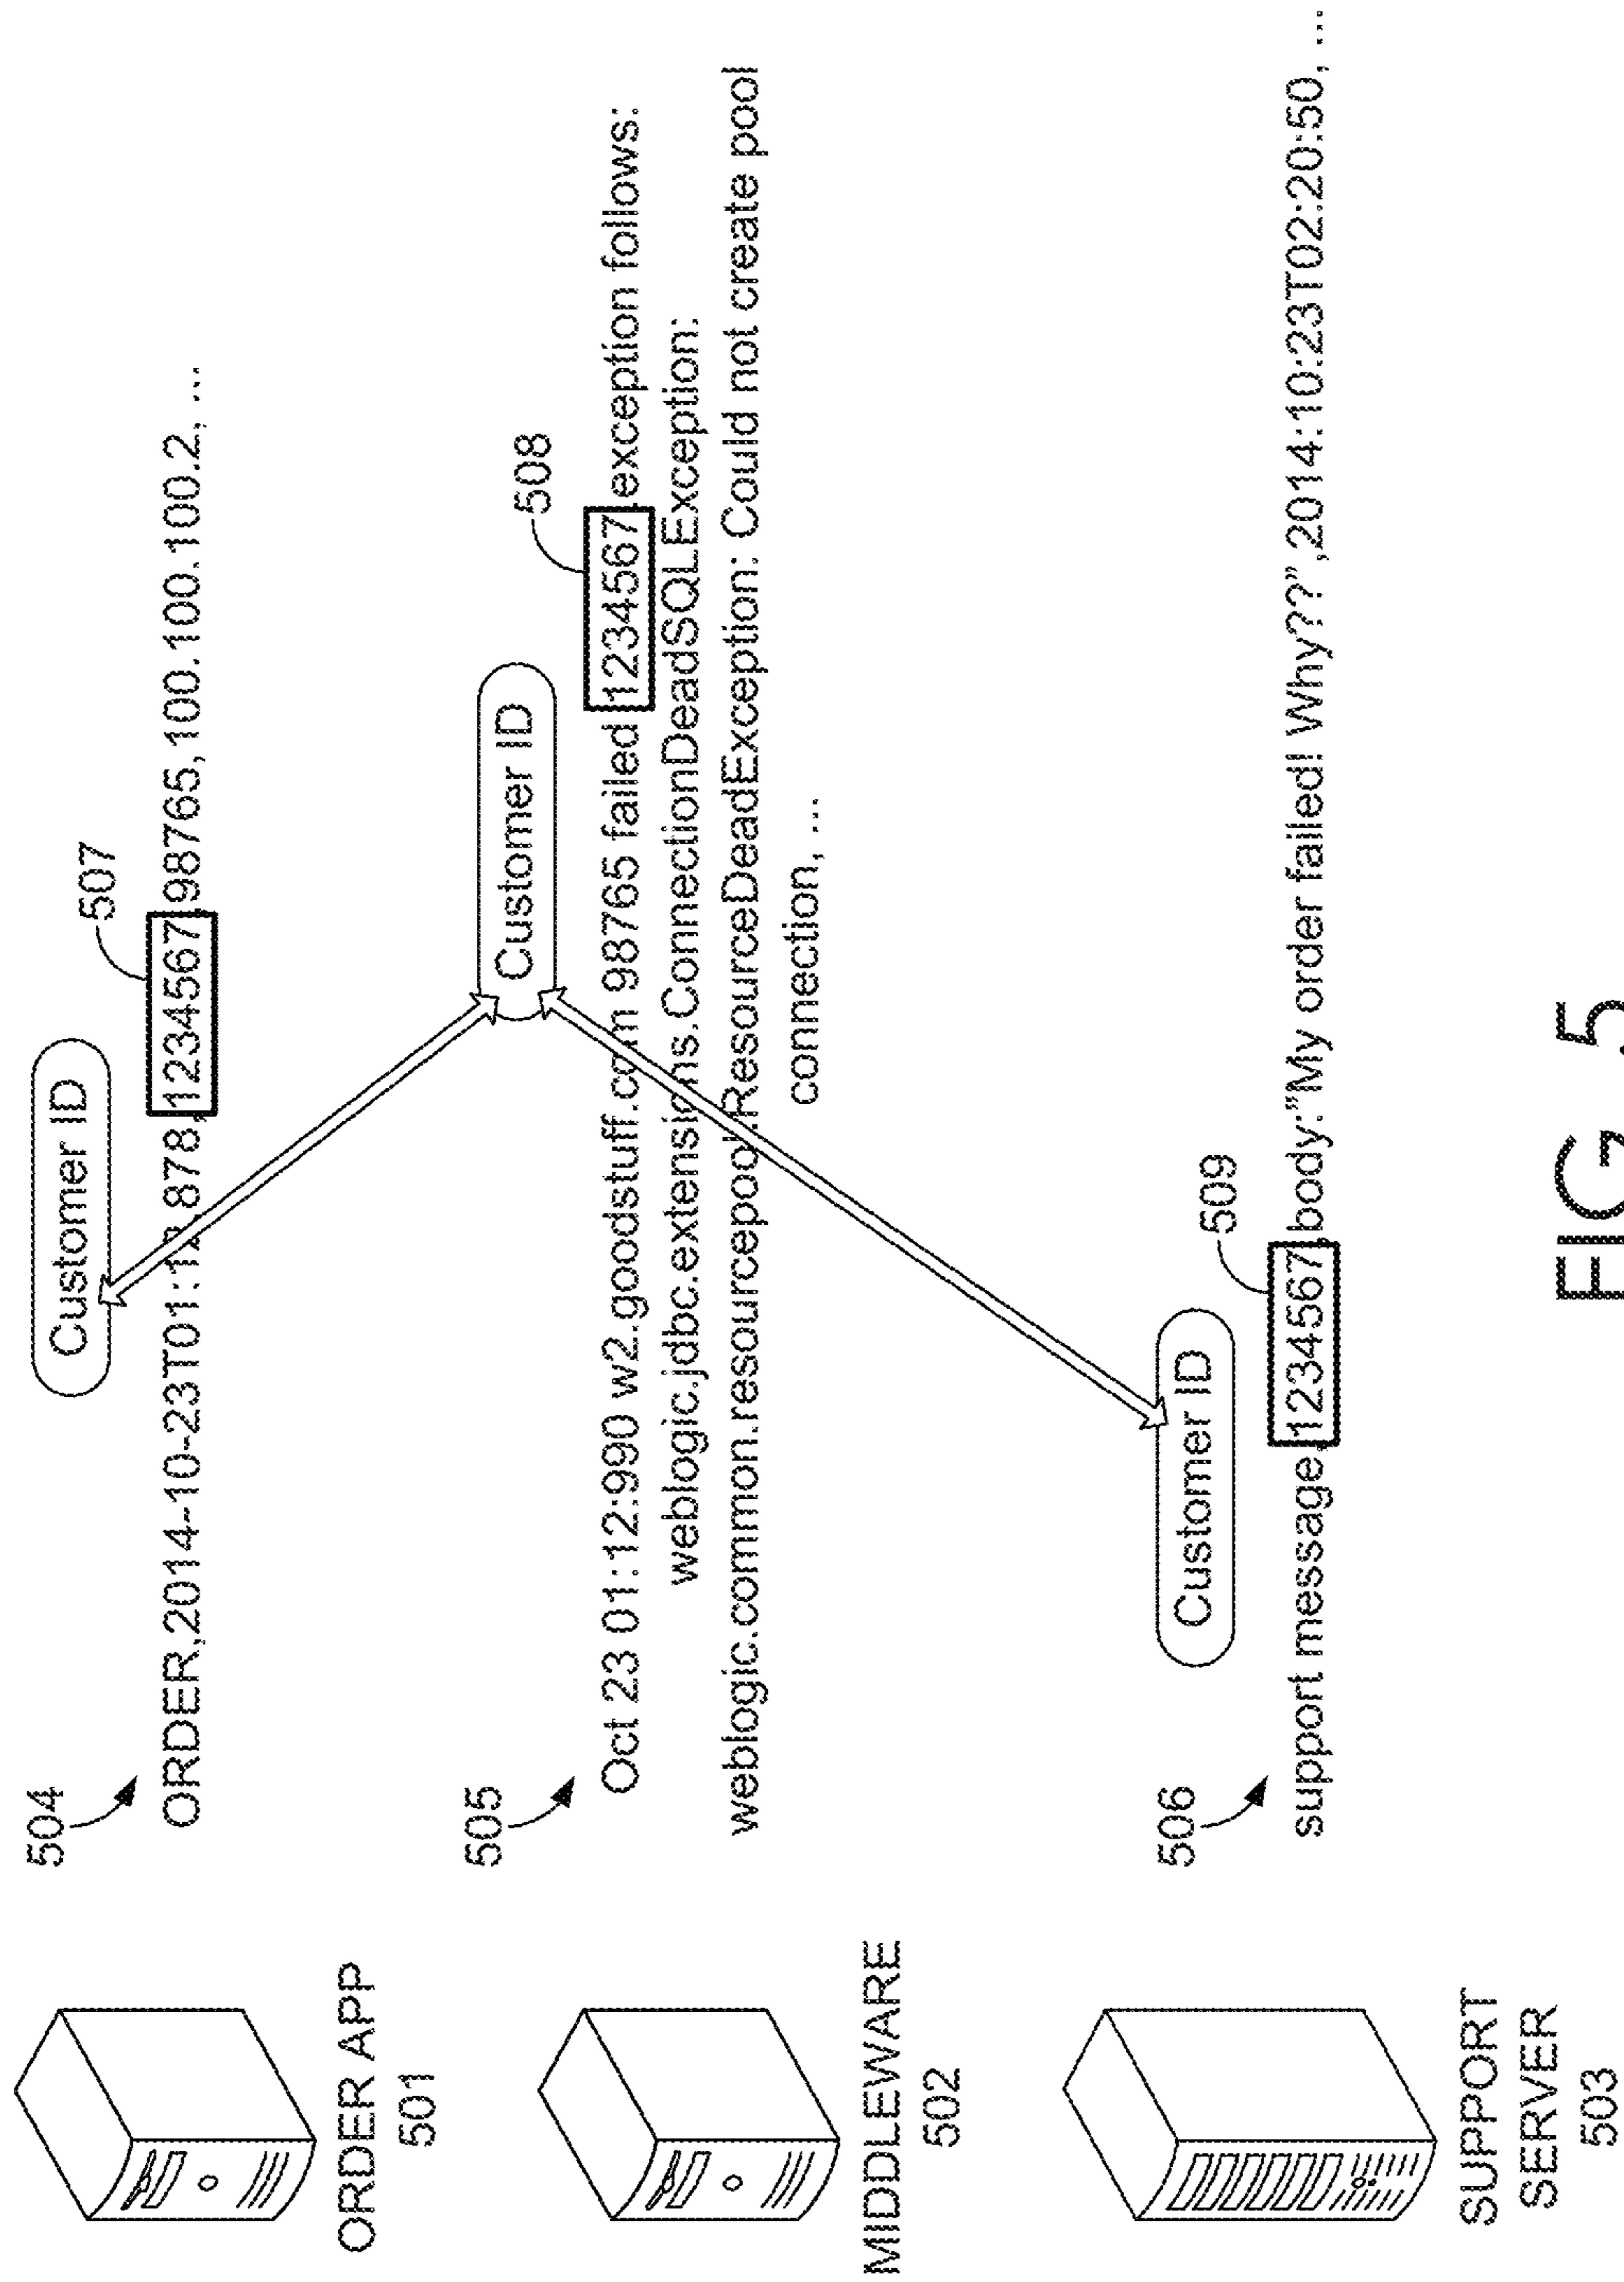 504
Customer ID
507
ORDER,2014-10-23T01:1 .878,1234567,98765,100.100.100.2, ...
ORDER APP
501
505
Customer ID
508
Oct 23 01:12:990 w2.goodstuff.com 98765 failed 1234567,exception follows:
weblogic.jdbc.extensions.ConnectionDeadSQLException:
weblogic.common.resourcepool.ResourceDeadException: Could not create pool
connection, ...
MIDDLEWARE
502
506
Customer ID
509
support message,1234567,body:"My order failed! Why??",2014:10:23T02:20:50, ...
SUPPORT
SERVER
503
FIG. 5